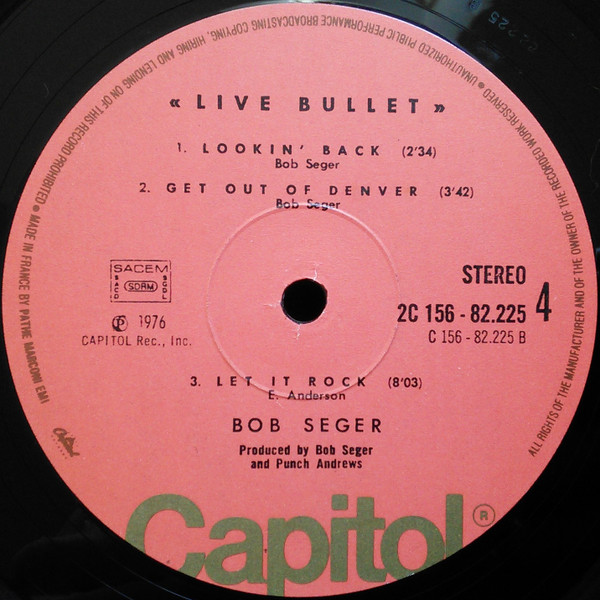 UNAUTHORIZED PUBLIC PERFORMANCE BROADCASTING COPYING, HIRING AND LENDING ON OF THIS RECORD PROHIBITED ● MADE IN FRANCE BY PATHE MARCONI EMI
ALL RIGHTS OF THE MANUFACTURER AND OF THE OWNER OF THE RECORDED WORK RESERVED ●
« LIVE BULLET »
1. LOOKIN' BACK (2'34)
Bob Seger
2. GET OUT OF DENVER (3'42)
Bob Seger
SACEM
SACD
SDRM
SGDL
STEREO
2C 156 - 82.225
4
C 156 - 82.225 B
℗ 1976
CAPITOL Rec., Inc.
3. LET IT ROCK (8'03)
E. Anderson
BOB SEGER
Produced by Bob Seger
and Punch Andrews
Capitol®